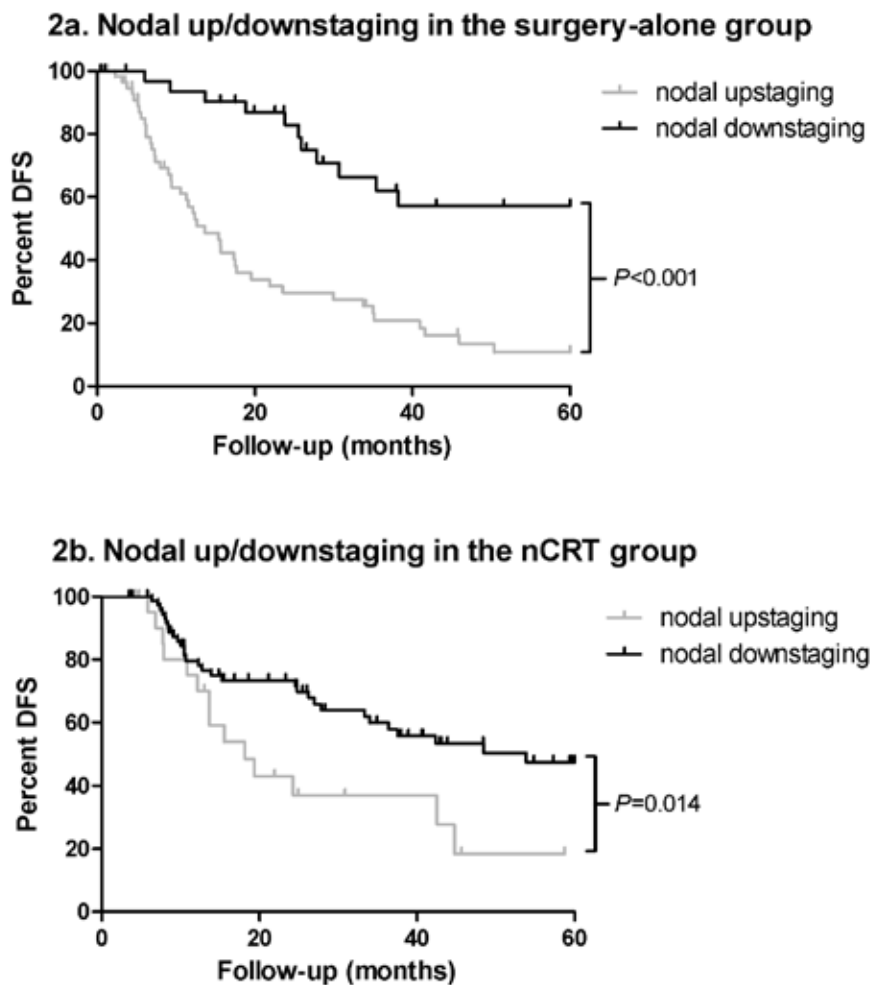 2a. Nodal up/downstaging in the surgery-alone group
100
80
60
40
20
0
Percent DFS
nodal upstaging
nodal downstaging
P<0.001
0 20 40 60
Follow-up (months)
2b. Nodal up/downstaging in the nCRT group
100
80
60
40
20
0
Percent DFS
nodal upstaging
nodal downstaging
P=0.014
0 20 40 60
Follow-up (months)